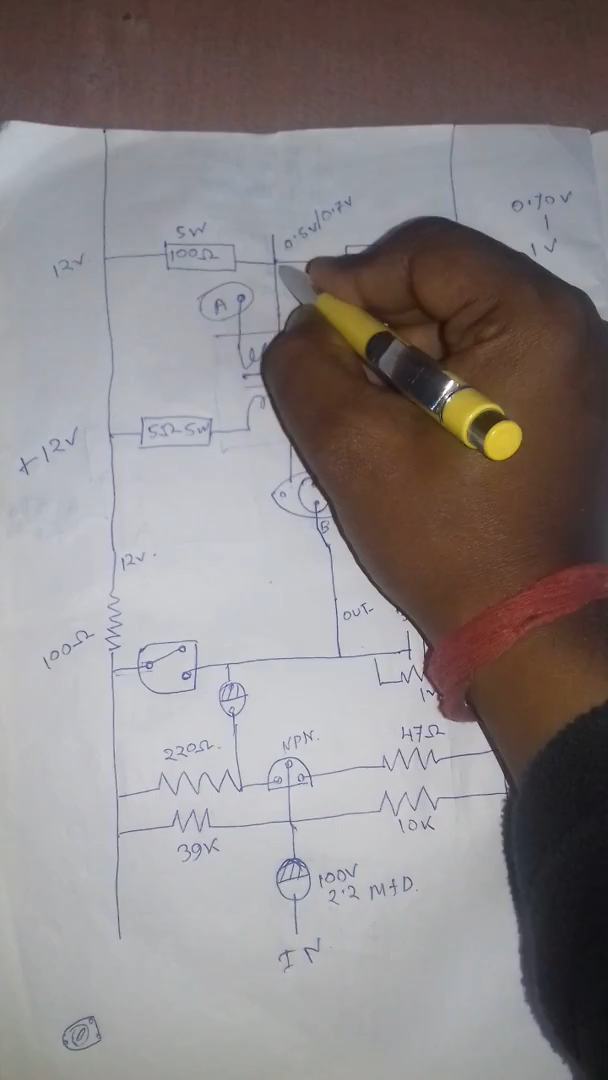 5W
0.5V/0.7V
0.70V
1
1V
12V
100Ω
A
+12V
5Ω-5W
B
12V.
OUT
100Ω
220Ω.
NPN.
47Ω
39K
10K
100V
2.2 MFD.
IN